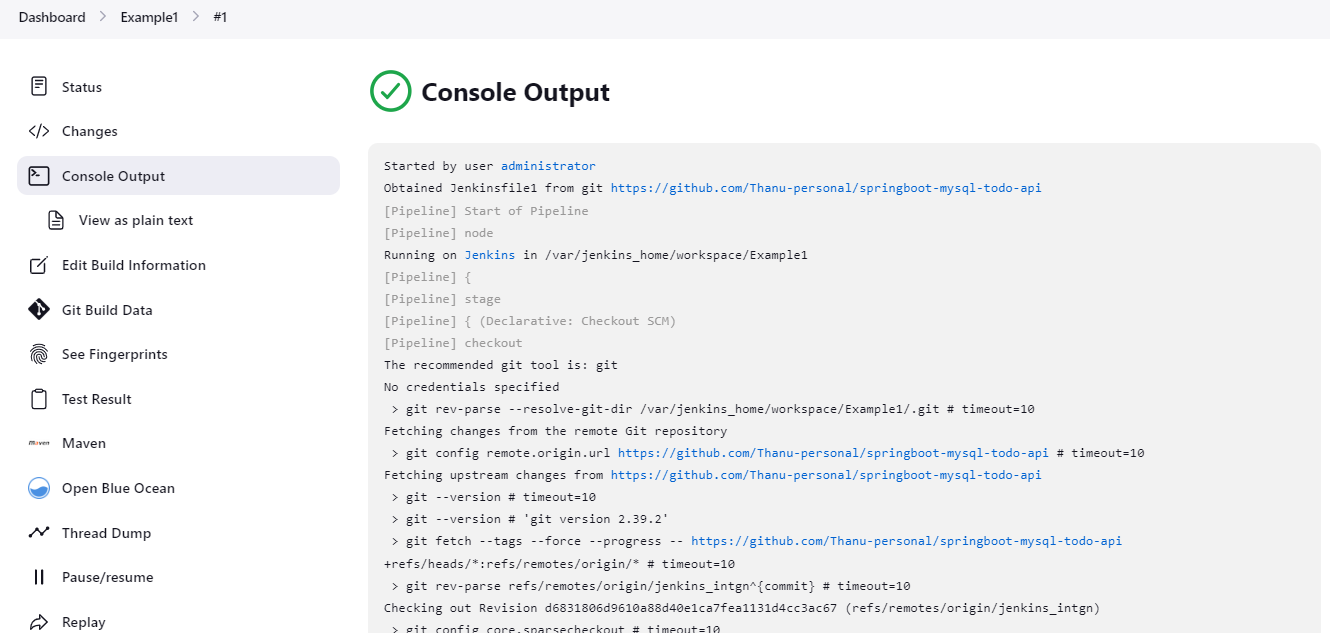 Dashboard > Example1 > #1
Status
Changes
Console Output
View as plain text
Edit Build Information
Git Build Data
See Fingerprints
Test Result
Maven
Open Blue Ocean
Thread Dump
Pause/resume
Replay
Console Output
Started by user administrator
Obtained Jenkinsfile1 from git https://github.com/Thanu-personal/springboot-mysql-todo-api
[Pipeline] Start of Pipeline
[Pipeline] node
Running on Jenkins in /var/jenkins_home/workspace/Example1
[Pipeline] {
[Pipeline] stage
[Pipeline] { (Declarative: Checkout SCM)
[Pipeline] checkout
The recommended git tool is: git
No credentials specified
> git rev-parse --resolve-git-dir /var/jenkins_home/workspace/Example1/.git # timeout=10
Fetching changes from the remote Git repository
> git config remote.origin.url https://github.com/Thanu-personal/springboot-mysql-todo-api # timeout=10
Fetching upstream changes from https://github.com/Thanu-personal/springboot-mysql-todo-api
> git --version # timeout=10
> git --version # 'git version 2.39.2'
> git fetch --tags --force --progress -- https://github.com/Thanu-personal/springboot-mysql-todo-api
+refs/heads/*:refs/remotes/origin/* # timeout=10
> git rev-parse refs/remotes/origin/jenkins_intgn^{commit} # timeout=10
Checking out Revision d6831806d9610a88d40e1ca7fea1131d4cc3ac67 (refs/remotes/origin/jenkins_intgn)
> git config core.sparsecheckout # timeout=10